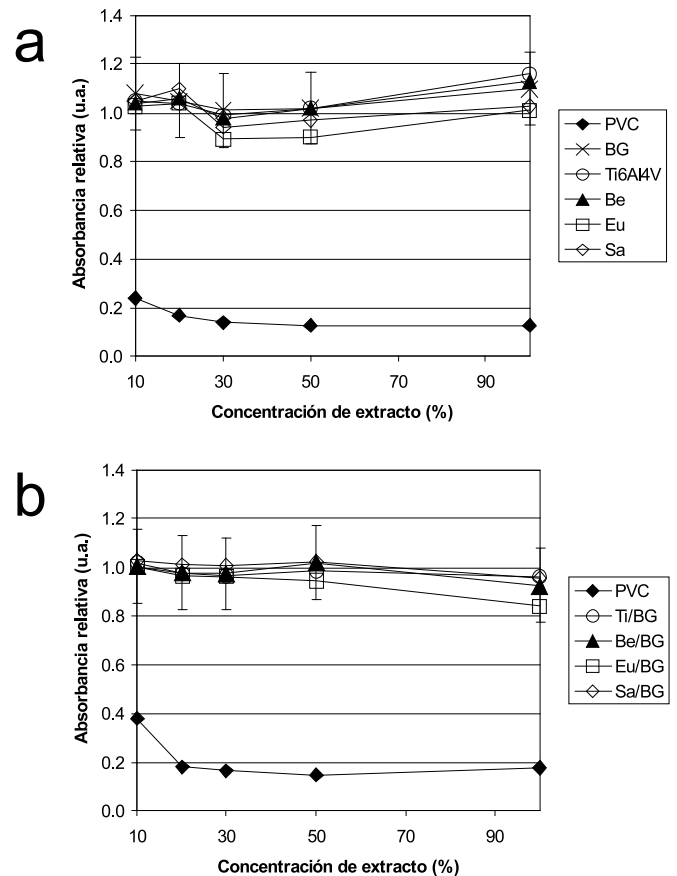 a
Absorbancia relativa (u.a.)
1.4
1.2
1.0
0.8
0.6
0.4
0.2
0.0
10 30 50 70 90
Concentración de extracto (%)
PVC
BG
Ti6Al4V
Be
Eu
Sa
b
Absorbancia relativa (u.a.)
1.4
1.2
1.0
0.8
0.6
0.4
0.2
0.0
10 30 50 70 90
Concentración de extracto (%)
PVC
Ti/BG
Be/BG
Eu/BG
Sa/BG